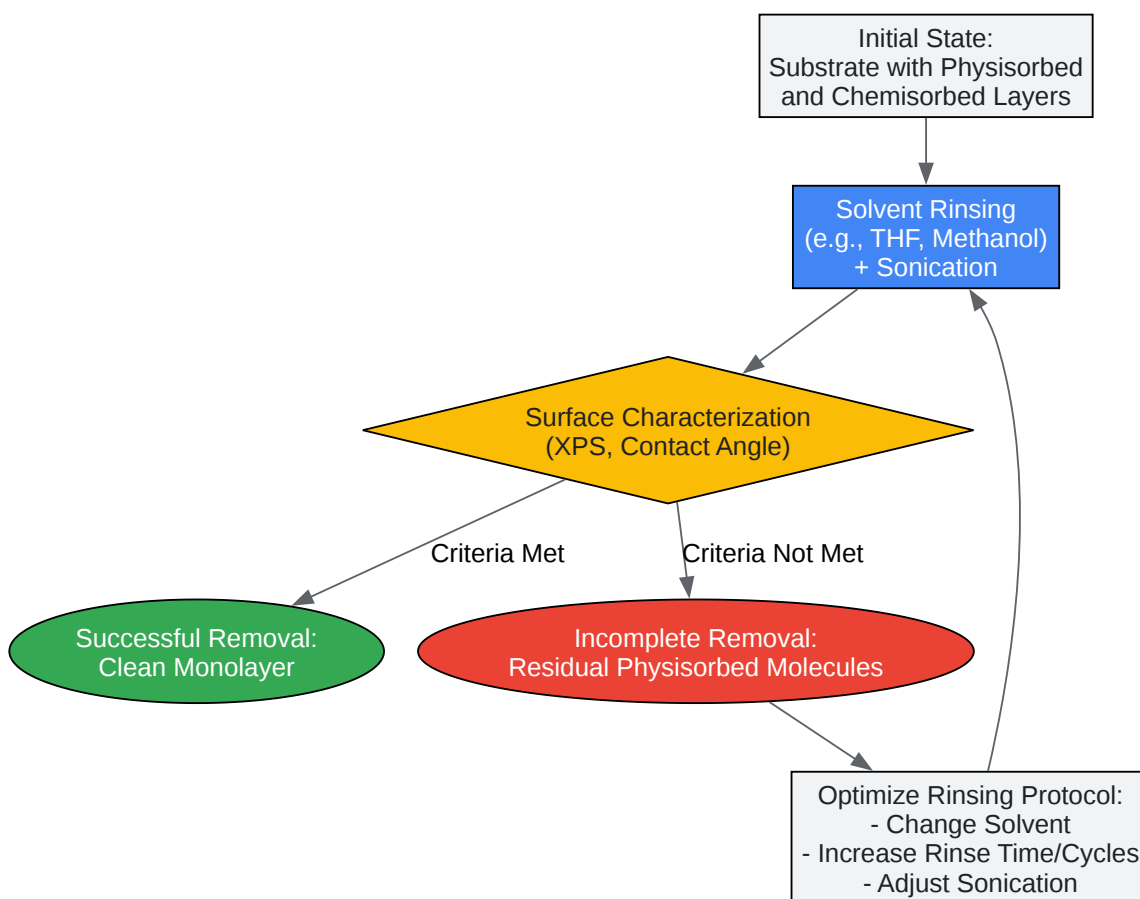 Initial State:
Substrate with Physisorbed
and Chemisorbed Layers
Solvent Rinsing
(e.g., THF, Methanol)
+ Sonication
Surface Characterization
(XPS, Contact Angle)
Criteria Met
Criteria Not Met
Successful Removal:
Clean Monolayer
Incomplete Removal:
Residual Physisorbed Molecules
Optimize Rinsing Protocol:
- Change Solvent
- Increase Rinse Time/Cycles
- Adjust Sonication